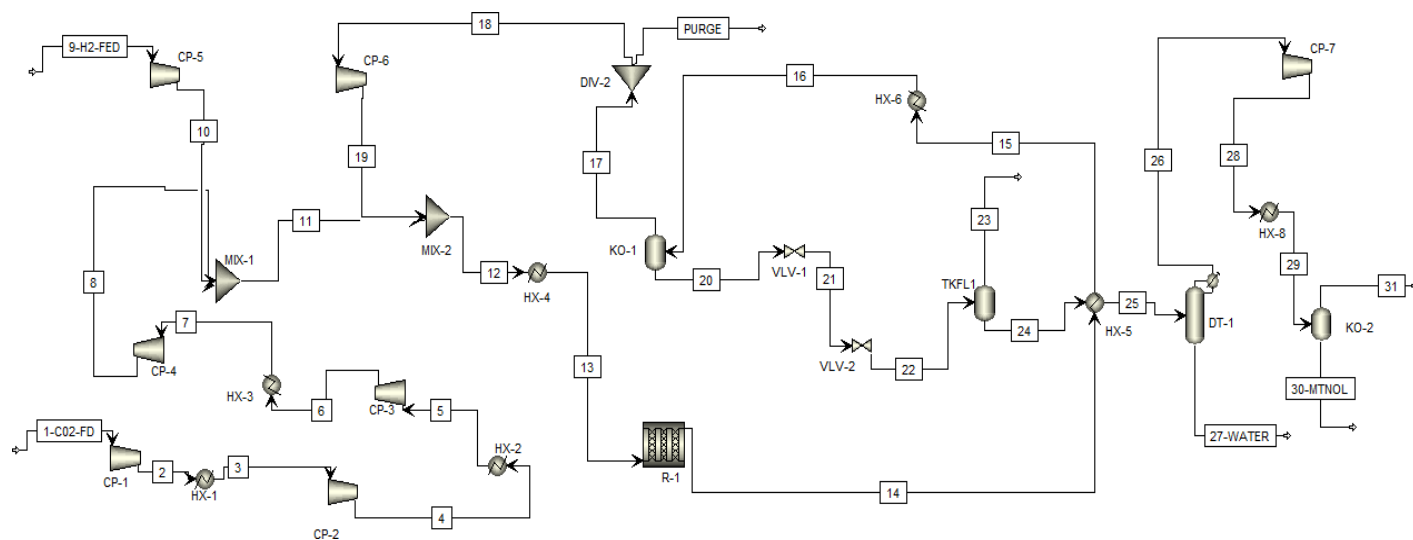 18
PURGE
9-H2-FED
CP-5
CP-6
DIV-2
16
HX-6
CP-7
10
19
17
15
26
28
11
MIX-2
23
HX-8
MIX-1
KO-1
VLV-1
12
HX-4
20
TKFL1
29
31
8
21
25
HX-5
DT-1
KO-2
7
24
CP-4
VLV-2
22
13
HX-3
6
CP-3
5
30-MTNOL
1-C02-FD
HX-2
27-WATER
CP-1
2
HX-1
3
R-1
14
CP-2
4